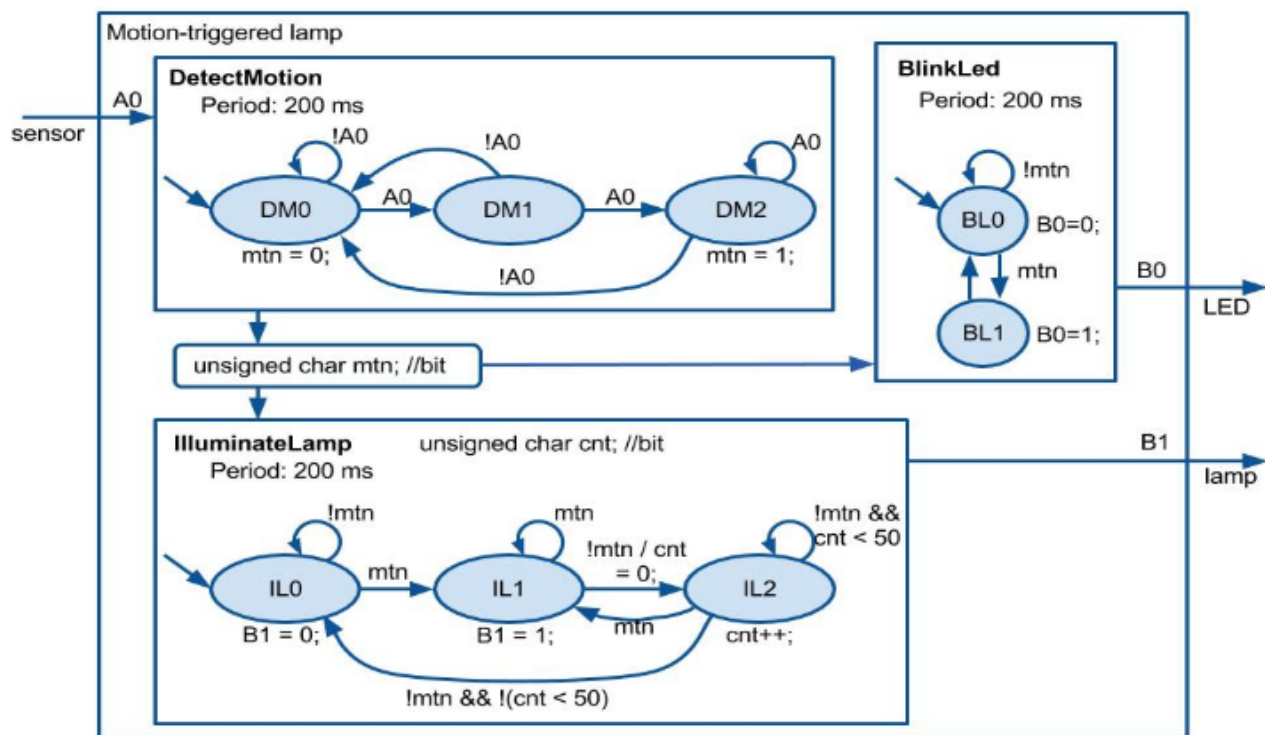 Motion-triggered lamp
sensor
A0
DetectMotion
Period: 200 ms
!A0
!A0
A0
DM0
A0
DM1
A0
DM2
mtn = 0;
mtn = 1;
!A0
BlinkLed
Period: 200 ms
!mtn
BL0
B0=0;
mtn
BL1
B0=1;
B0
LED
unsigned char mtn; //bit
IlluminateLamp
unsigned char cnt; //bit
Period: 200 ms
!mtn
mtn
!mtn / cnt
= 0;
!mtn &&
cnt < 50
IL0
mtn
IL1
IL2
B1 = 0;
B1 = 1;
mtn
cnt++;
!mtn && !(cnt < 50)
B1
lamp